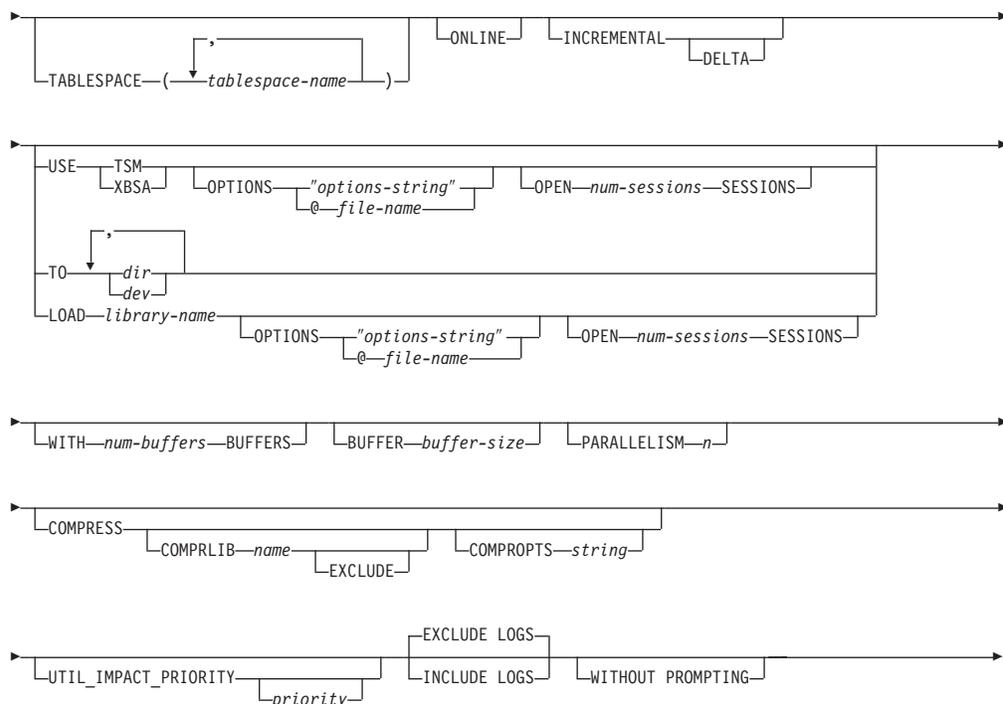 ,
ONLINE INCREMENTAL
DELTA
TABLESPACE ( tablespace-name )
USE TSM
XBSA OPTIONS "options-string" OPEN num-sessions SESSIONS
@ file-name
,
TO dir
dev
LOAD library-name
OPTIONS "options-string" OPEN num-sessions SESSIONS
@ file-name
WITH num-buffers BUFFERS BUFFER buffer-size PARALLELISM n
COMPRESS
COMPRLIB name COMPROPTS string
EXCLUDE
EXCLUDE LOGS
UTIL_IMPACT_PRIORITY INCLUDE LOGS WITHOUT PROMPTING
priority